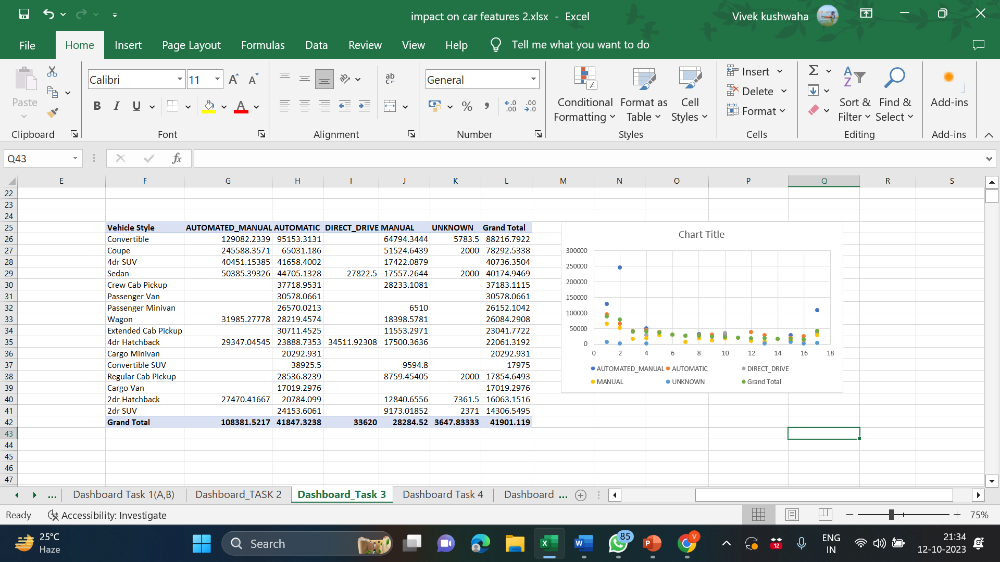 impact on car features 2.xlsx - Excel
Vivek kushwaha
File Home Insert Page Layout Formulas Data Review View Help Tell me what you want to do
Calibri 11 General
Paste
Conditional Formatting
Format as Table
Cell Styles
Insert
Delete
Format
Sort & Filter
Find & Select
Add-ins
Clipboard Font Alignment Number Styles Cells Editing Add-ins
Q43 fx
E F G H I J K L M N O P Q R S
22
23
24
25 Vehicle Style AUTOMATED_MANUAL AUTOMATIC DIRECT_DRIVE MANUAL UNKNOWN Grand Total
26 Convertible 129082.2339 95153.3131 64794.3444 5783.5 88216.7922
27 Coupe 245588.3571 65031.186 51524.6439 2000 78292.5338
28 4dr SUV 40451.15385 41658.4002 17422.0879 40736.3504
29 Sedan 50385.39326 44705.1328 27822.5 17557.2644 2000 40174.9469
30 Crew Cab Pickup 37718.9531 28233.1081 37183.1115
31 Passenger Van 30578.0661 30578.0661
32 Passenger Minivan 26570.0213 6510 26152.1042
33 Wagon 31985.27778 28219.4574 18398.5781 26084.2908
34 Extended Cab Pickup 30711.4525 11553.2971 23041.7722
35 4dr Hatchback 29347.04545 23888.7353 34511.92308 17500.3636 22061.3192
36 Cargo Minivan 20292.931 20292.931
37 Convertible SUV 38925.5 9594.8 17975
38 Regular Cab Pickup 28536.8239 8759.45405 2000 17854.6493
39 Cargo Van 17019.2976 17019.2976
40 2dr Hatchback 27470.41667 20784.099 12840.6556 7361.5 16063.1516
41 2dr SUV 24153.6061 9173.01852 2371 14306.5495
42 Grand Total 108381.5217 41847.3238 33620 28284.52 3647.83333 41901.119
43
44
45
46
47
Chart Title
300000
250000
200000
150000
100000
50000
0
0 2 4 6 8 10 12 14 16 18
AUTOMATED_MANUAL AUTOMATIC DIRECT_DRIVE
MANUAL UNKNOWN Grand Total
... Dashboard Task 1(A,B) Dashboard_TASK 2 Dashboard_Task 3 Dashboard Task 4 Dashboard ...
Ready Accessibility: Investigate 75%
25°C
Haze
Search
85
V
12
ENG
IN
21:34
12-10-2023